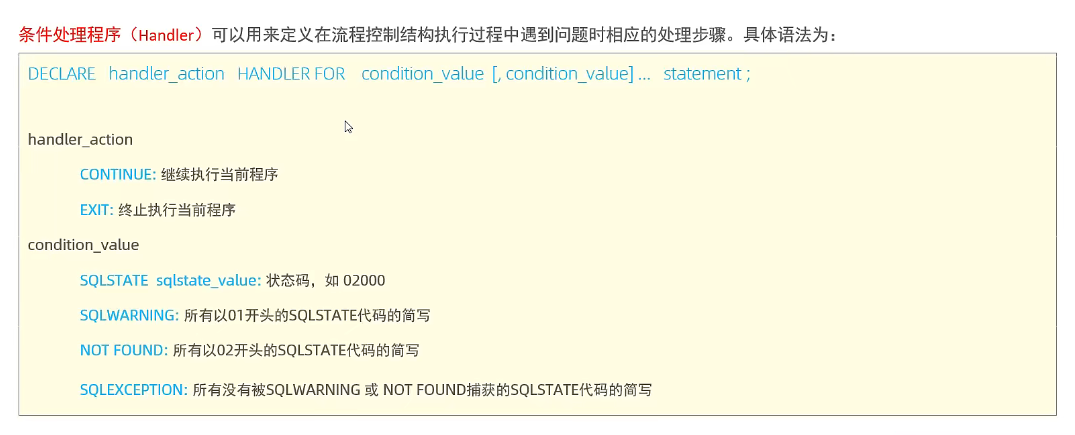 条件处理程序（Handler）可以用来定义在流程控制结构执行过程中遇到问题时相应的处理步骤。具体语法为：
DECLARE handler_action HANDLER FOR condition_value [, condition_value] ... statement ;
handler_action
CONTINUE: 继续执行当前程序
EXIT: 终止执行当前程序
condition_value
SQLSTATE sqlstate_value: 状态码，如 02000
SQLWARNING: 所有以01开头的SQLSTATE代码的简写
NOT FOUND: 所有以02开头的SQLSTATE代码的简写
SQLEXCEPTION: 所有没有被SQLWARNING 或 NOT FOUND捕获的SQLSTATE代码的简写